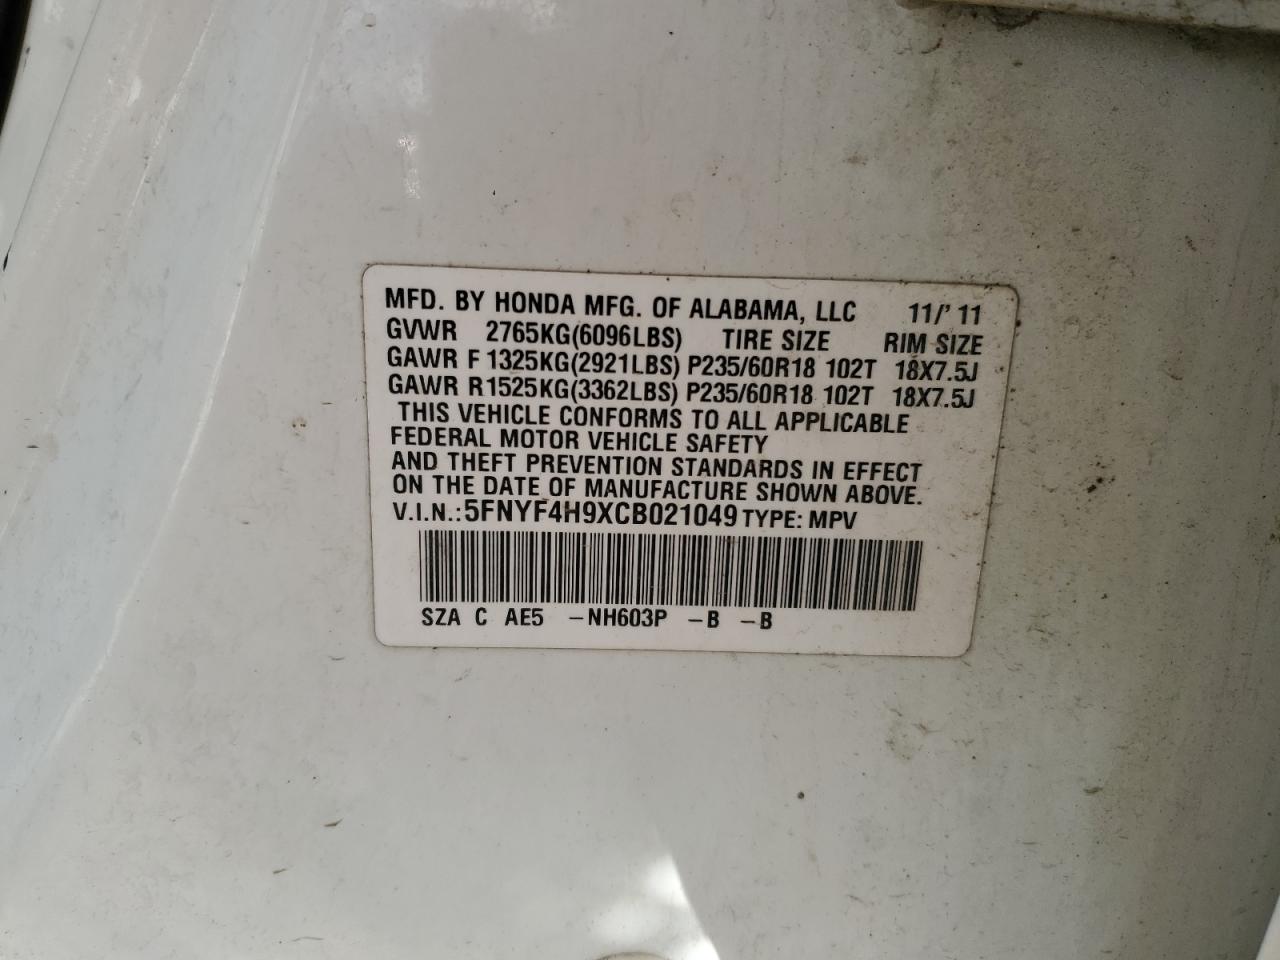 MFD. BY HONDA MFG. OF ALABAMA, LLC 11/'11
GVWR 2765KG(6096LBS) TIRE SIZE RIM SIZE
GAWR F 1325KG(2921LBS) P235/60R18 102T 18X7.5J
GAWR R1525KG(3362LBS) P235/60R18 102T 18X7.5J
THIS VEHICLE CONFORMS TO ALL APPLICABLE
FEDERAL MOTOR VEHICLE SAFETY
AND THEFT PREVENTION STANDARDS IN EFFECT
ON THE DATE OF MANUFACTURE SHOWN ABOVE.
V.I.N.: 5FNYF4H9XCB021049 TYPE: MPV
SZA C AE5 -NH603P -B -B